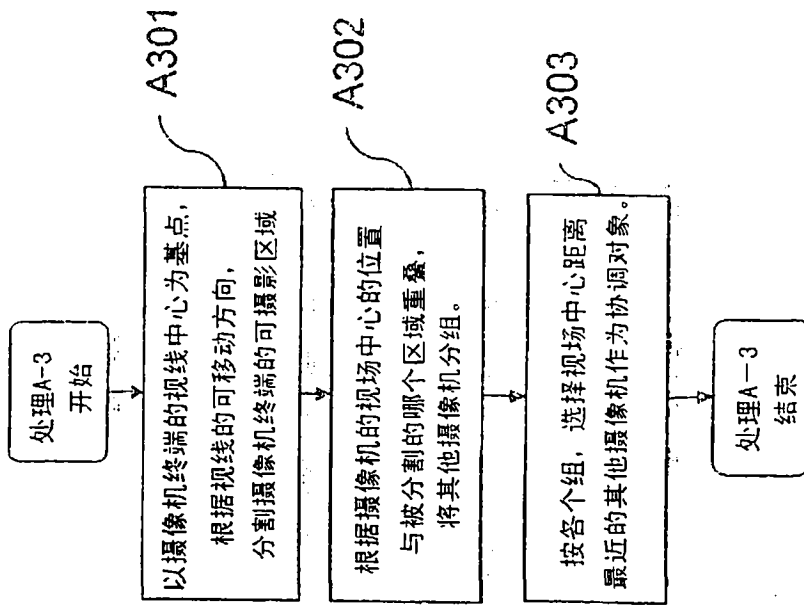 处理A-3
开始
以摄像机终端的视线中心为基点，
根据视线的可移动方向，
分割摄像机终端的可摄影区域
A301
根据摄像机的视场中心的位置
与被分割的哪个区域重叠，
将其他摄像机分组。
A302
按各个组，选择视场中心距离
最近的其他摄像机作为协调对象。
A303
处理A-3
结束